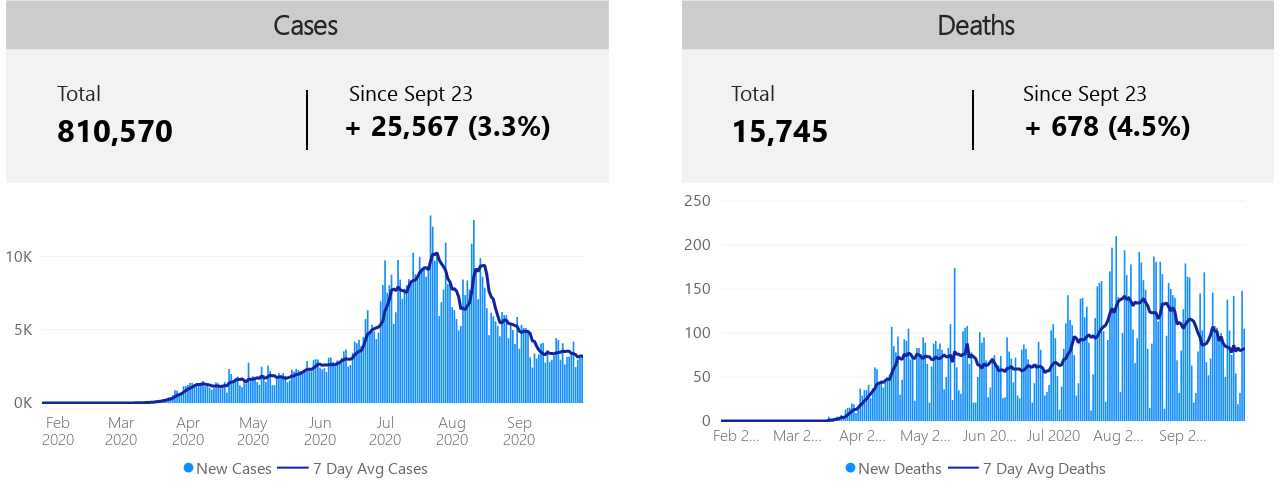 Cases
Total
810,570
Since Sept 23
+ 25,567 (3.3%)
10K
5K
0K
Feb 2020
Mar 2020
Apr 2020
May 2020
Jun 2020
Jul 2020
Aug 2020
Sep 2020
New Cases
7 Day Avg Cases
Deaths
Total
15,745
Since Sept 23
+ 678 (4.5%)
250
200
150
100
50
0
Feb 2...
Mar 2...
Apr 2...
May 2...
Jun 20...
Jul 2020
Aug 2...
Sep 2...
New Deaths
7 Day Avg Deaths